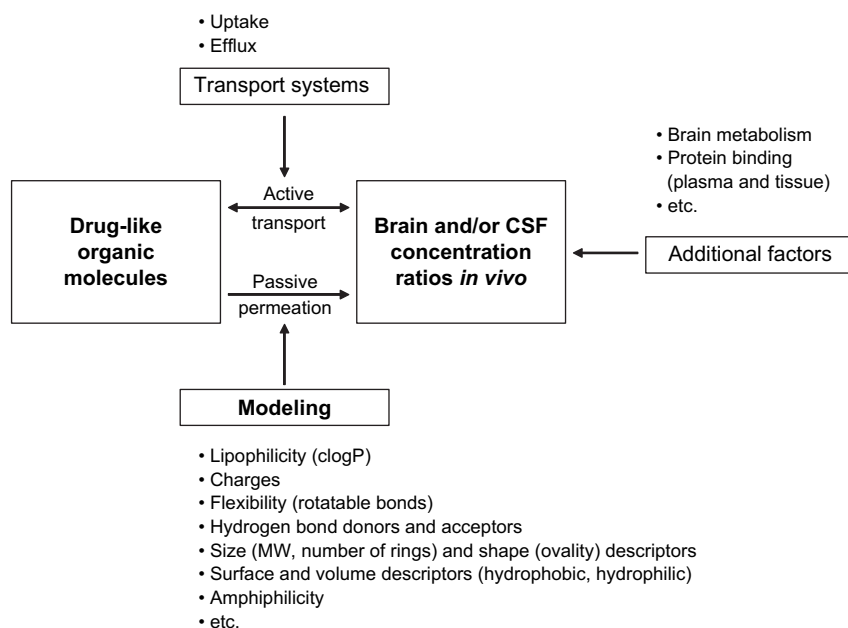 • Uptake
• Efflux
Transport systems
• Brain metabolism
• Protein binding
(plasma and tissue)
• etc.
Drug-like
organic
molecules
Active
transport
Passive
permeation
Brain and/or CSF
concentration
ratios in vivo
Additional factors
Modeling
• Lipophilicity (clogP)
• Charges
• Flexibility (rotatable bonds)
• Hydrogen bond donors and acceptors
• Size (MW, number of rings) and shape (ovality) descriptors
• Surface and volume descriptors (hydrophobic, hydrophilic)
• Amphiphilicity
• etc.